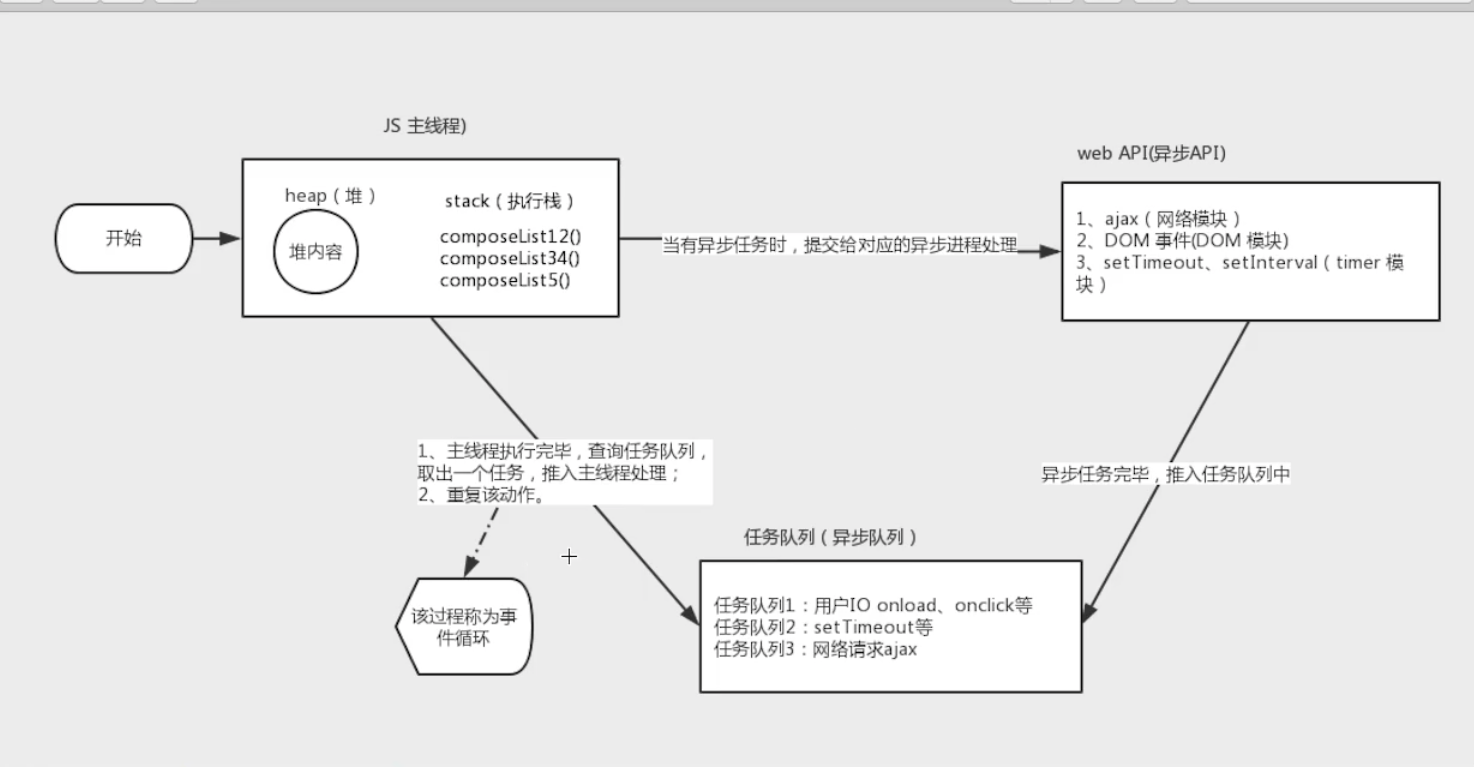 JS 主线程)
web API(异步API)
开始
heap（堆）
堆内容
stack（执行栈）
composeList12()
composeList34()
composeList5()
当有异步任务时，提交给对应的异步进程处理
1、ajax（网络模块）
2、DOM 事件(DOM 模块)
3、setTimeout、setInterval（timer 模
块）
1、主线程执行完毕，查询任务队列，
取出一个任务，推入主线程处理；
2、重复该动作。
异步任务完毕，推入任务队列中
该过程称为事
件循环
任务队列（异步队列）
任务队列1：用户IO onload、onclick等
任务队列2：setTimeout等
任务队列3：网络请求ajax